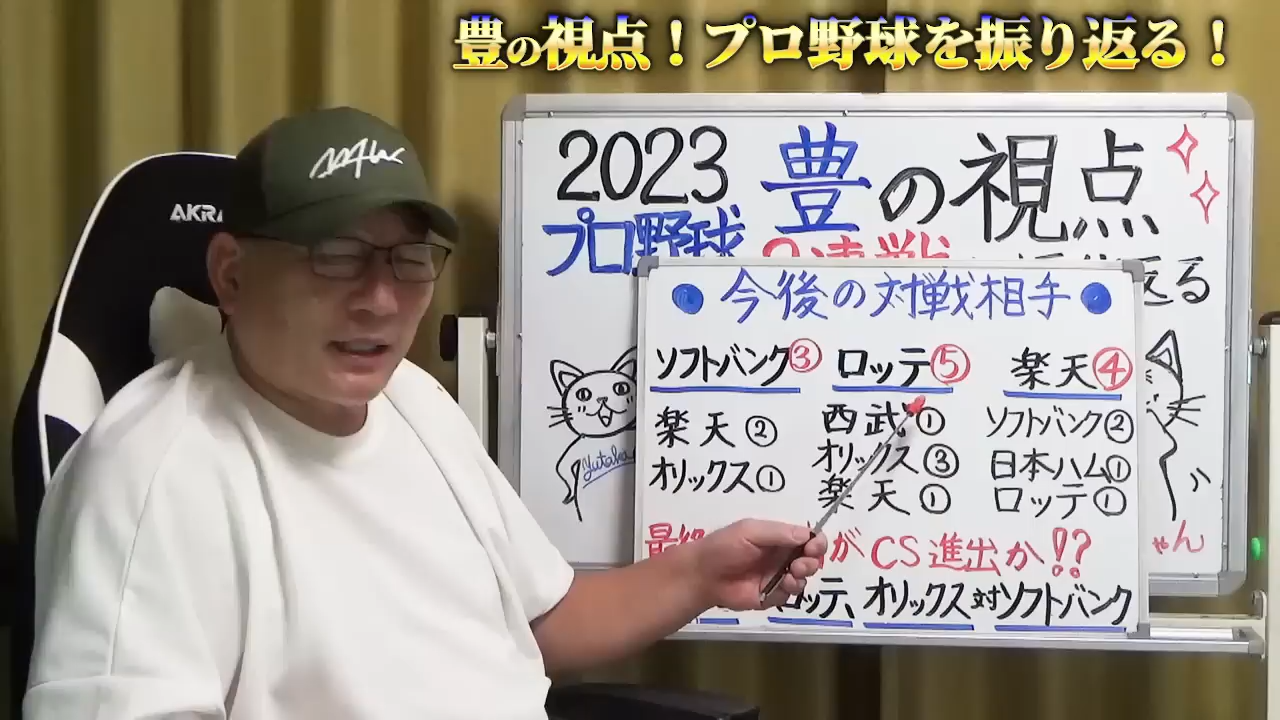 豊の視点！プロ野球を振り返る！
2023 豊の視点
プロ野球
返る
● 今後の対戦相手 ●
ソフトバンク③ ロッテ⑤ 楽天④
楽天② 西武① ソフトバンク②
オリックス① オリックス③ 日本ハム①
楽天① ロッテ①
が CS進出か!?
ロッテ、オリックス対ソフトバンク
Yutaka
ゃん